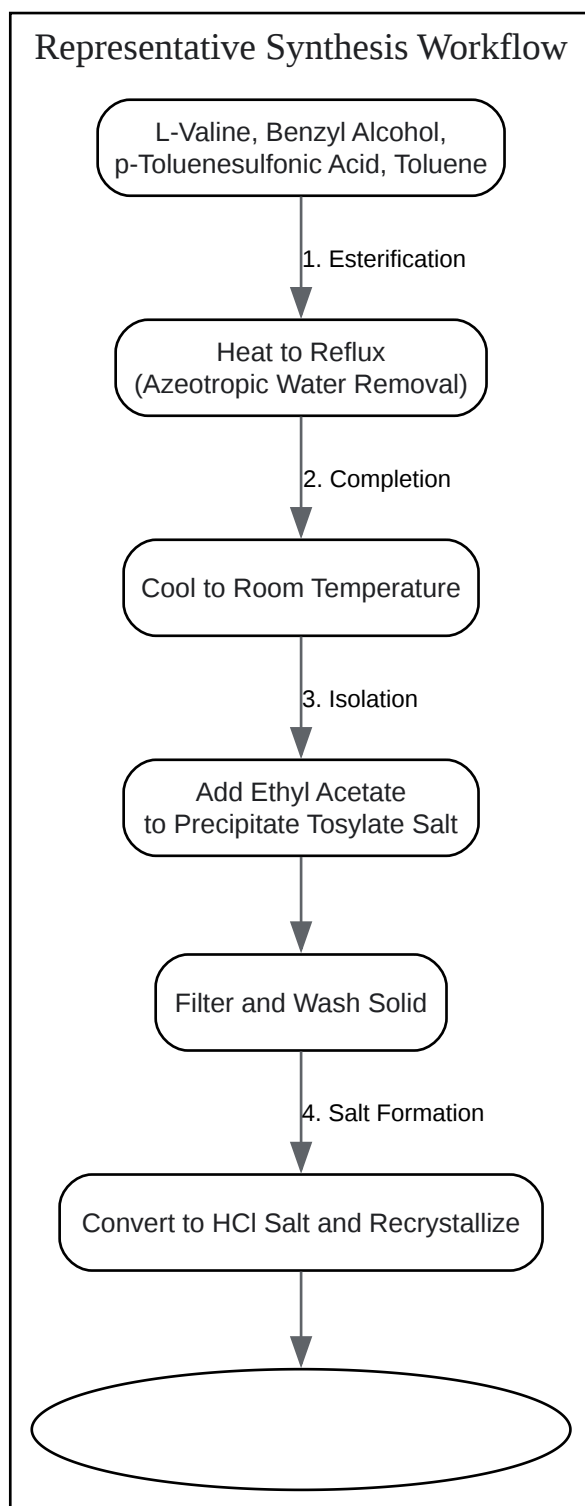 Representative Synthesis Workflow
L-Valine, Benzyl Alcohol,
p-Toluenesulfonic Acid, Toluene
1. Esterification
Heat to Reflux
(Azeotropic Water Removal)
2. Completion
Cool to Room Temperature
3. Isolation
Add Ethyl Acetate
to Precipitate Tosylate Salt
Filter and Wash Solid
4. Salt Formation
Convert to HCl Salt and Recrystallize